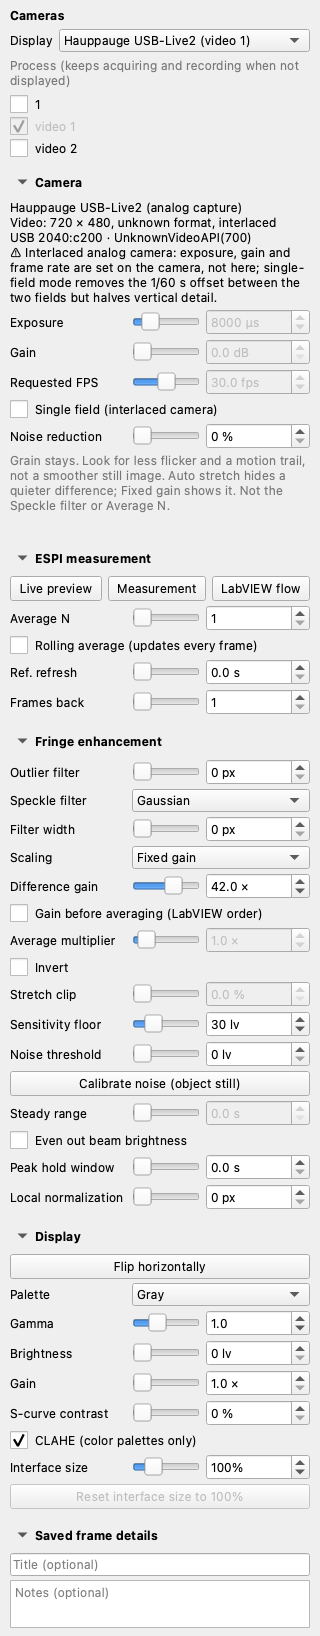 Cameras
Display Hauppauge USB-Live2 (video 1)
Process (keeps acquiring and recording when not
displayed)
1
video 1
video 2
Camera
Hauppauge USB-Live2 (analog capture)
Video: 720 × 480, unknown format, interlaced
USB 2040:c200 · UnknownVideoAPI(700)
⚠ Interlaced analog camera: exposure, gain and
frame rate are set on the camera, not here; single-
field mode removes the 1/60 s offset between the
two fields but halves vertical detail.
Exposure 8000 µs
Gain 0.0 dB
Requested FPS 30.0 fps
Single field (interlaced camera)
Noise reduction 0 %
Grain stays. Look for less flicker and a motion trail,
not a smoother still image. Auto stretch hides a
quieter difference; Fixed gain shows it. Not the
Speckle filter or Average N.
ESPI measurement
Live preview Measurement LabVIEW flow
Average N 1
Rolling average (updates every frame)
Ref. refresh 0.0 s
Frames back 1
Fringe enhancement
Outlier filter 0 px
Speckle filter Gaussian
Filter width 0 px
Scaling Fixed gain
Difference gain 42.0 ×
Gain before averaging (LabVIEW order)
Average multiplier 1.0 ×
Invert
Stretch clip 0.0 %
Sensitivity floor 30 lv
Noise threshold 0 lv
Calibrate noise (object still)
Steady range 0.0 s
Even out beam brightness
Peak hold window 0.0 s
Local normalization 0 px
Display
Flip horizontally
Palette Gray
Gamma 1.0
Brightness 0 lv
Gain 1.0 ×
S-curve contrast 0 %
CLAHE (color palettes only)
Interface size 100%
Reset interface size to 100%
Saved frame details
Title (optional)
Notes (optional)